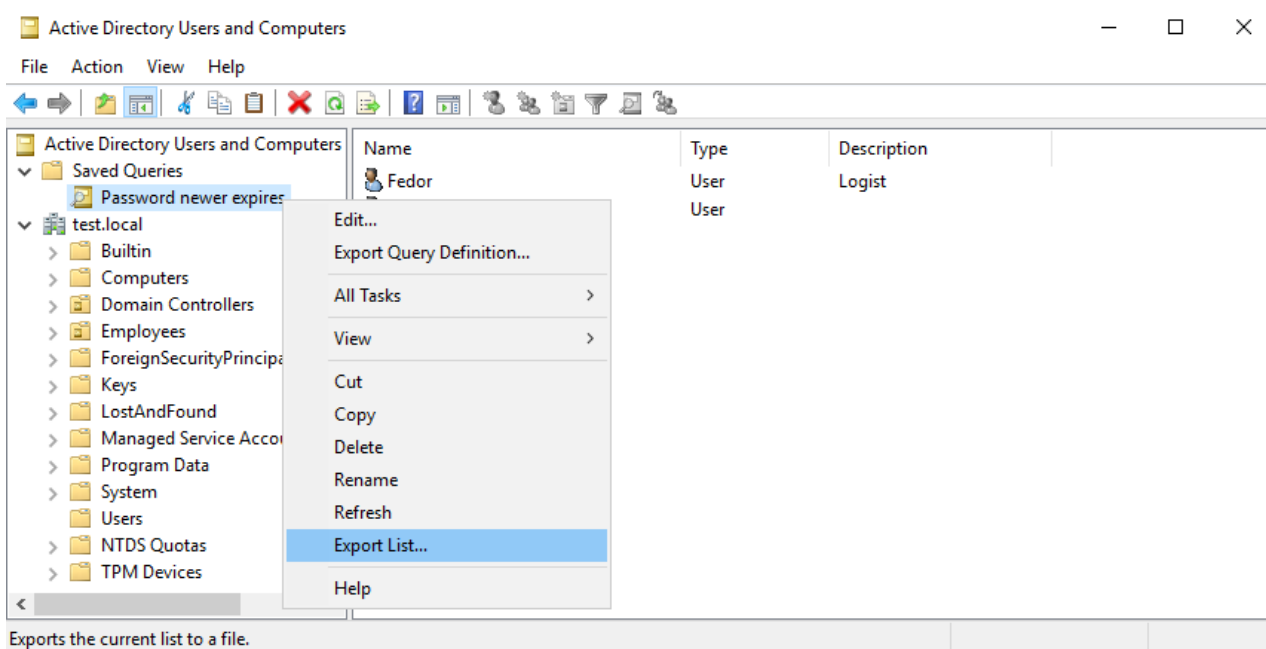 Active Directory Users and Computers
File Action View Help
Active Directory Users and Computers
Saved Queries
Password newer expires
test.local
Builtin
Computers
Domain Controllers
Employees
ForeignSecurityPrincipa
Keys
LostAndFound
Managed Service Accou
Program Data
System
Users
NTDS Quotas
TPM Devices
Name Type Description
Fedor User Logist
User
Edit...
Export Query Definition...
All Tasks
View
Cut
Copy
Delete
Rename
Refresh
Export List...
Help
Exports the current list to a file.